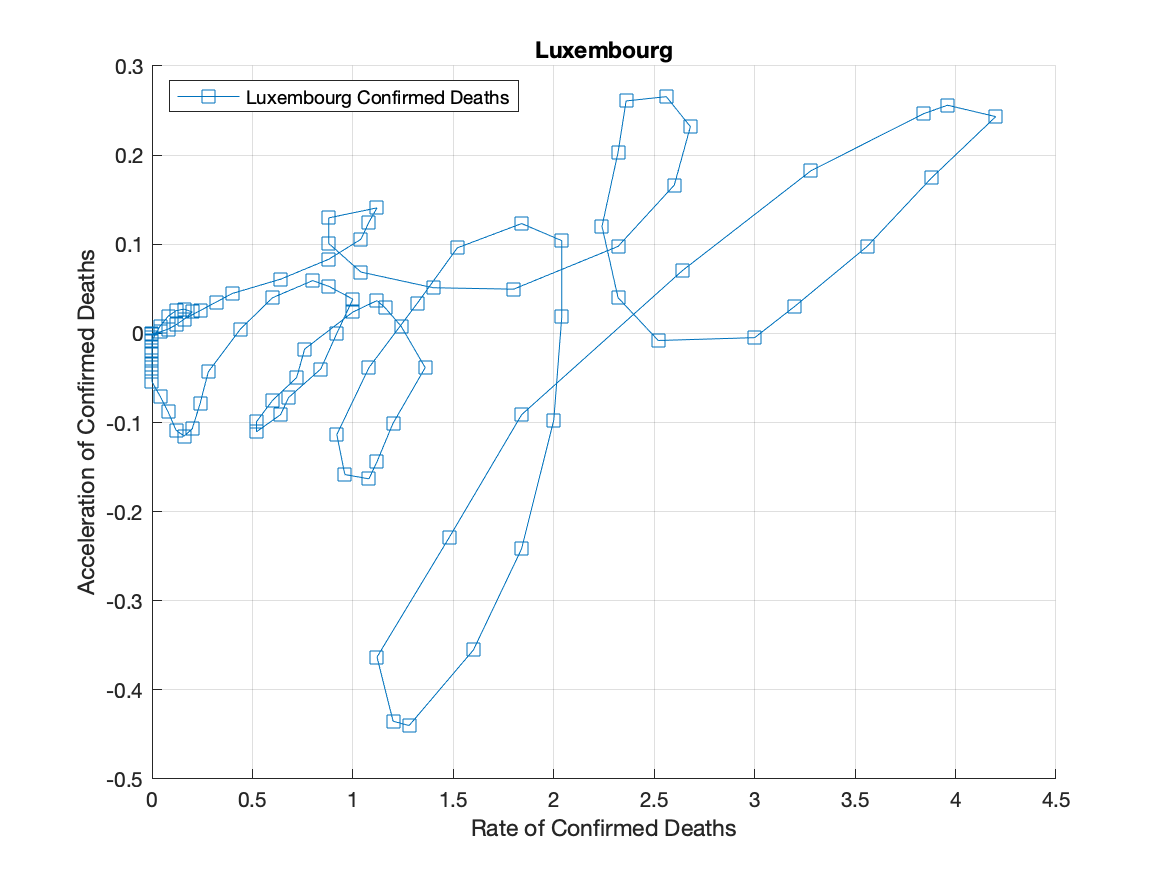 Luxembourg
Luxembourg Confirmed Deaths
0.3
0.2
0.1
0
-0.1
-0.2
-0.3
-0.4
-0.5
Acceleration of Confirmed Deaths
0 0.5 1 1.5 2 2.5 3 3.5 4 4.5
Rate of Confirmed Deaths